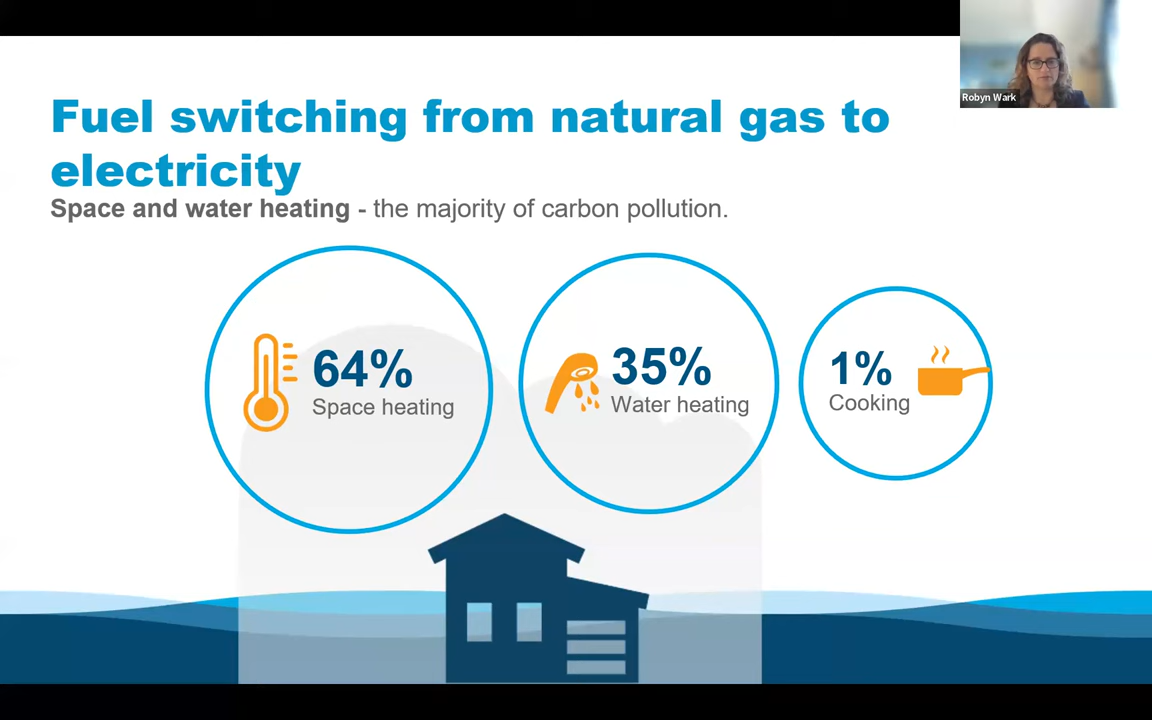 Robyn Wark
Fuel switching from natural gas to
electricity
Space and water heating - the majority of carbon pollution.
64%
Space heating
35%
Water heating
1%
Cooking